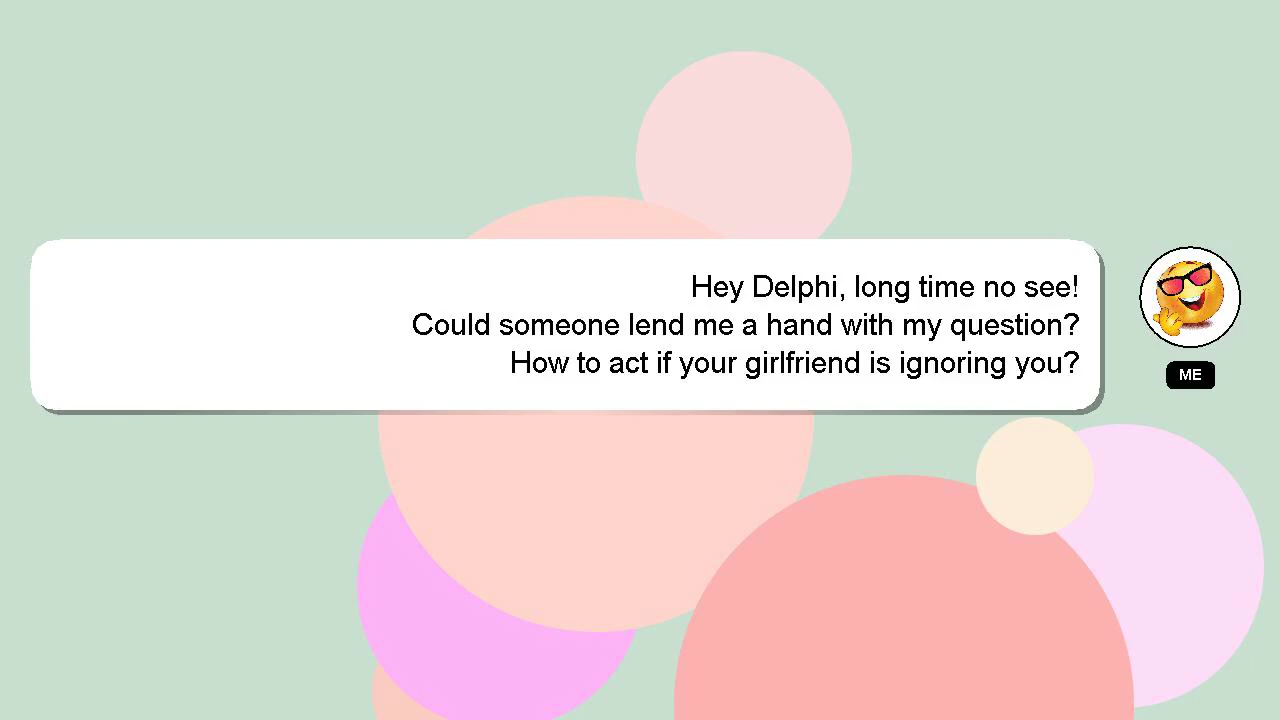 Hey Delphi, long time no see!
Could someone lend me a hand with my question?
How to act if your girlfriend is ignoring you?
ME